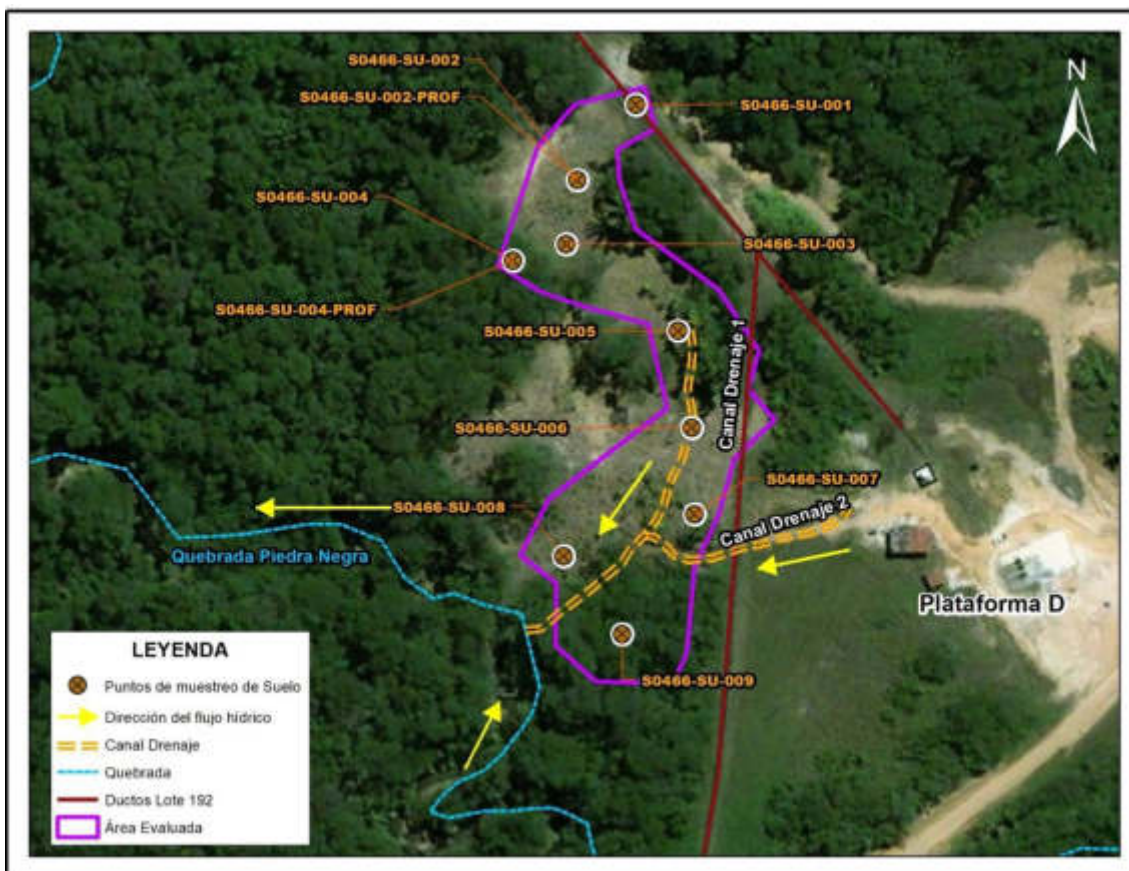 S0466-SU-002
S0466-SU-002-PROF
S0466-SU-001
N
S0466-SU-004
S0466-SU-003
S0466-SU-004-PROF
S0466-SU-005
Canal Drenaje 1
S0466-SU-006
S0466-SU-007
S0466-SU-008
Canal Drenaje 2
Quebrada Piedra Negra
Plataforma D
S0466-SU-009
LEYENDA
Puntos de muestreo de Suelo
Dirección del flujo hídrico
Canal Drenaje
Quebrada
Ductos Lote 192
Área Evaluada